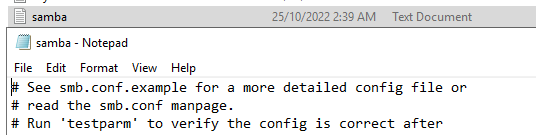 samba 25/10/2022 2:39 AM Text Document
samba - Notepad
File Edit Format View Help
# See smb.conf.example for a more detailed config file or
# read the smb.conf manpage.
# Run 'testparm' to verify the config is correct after